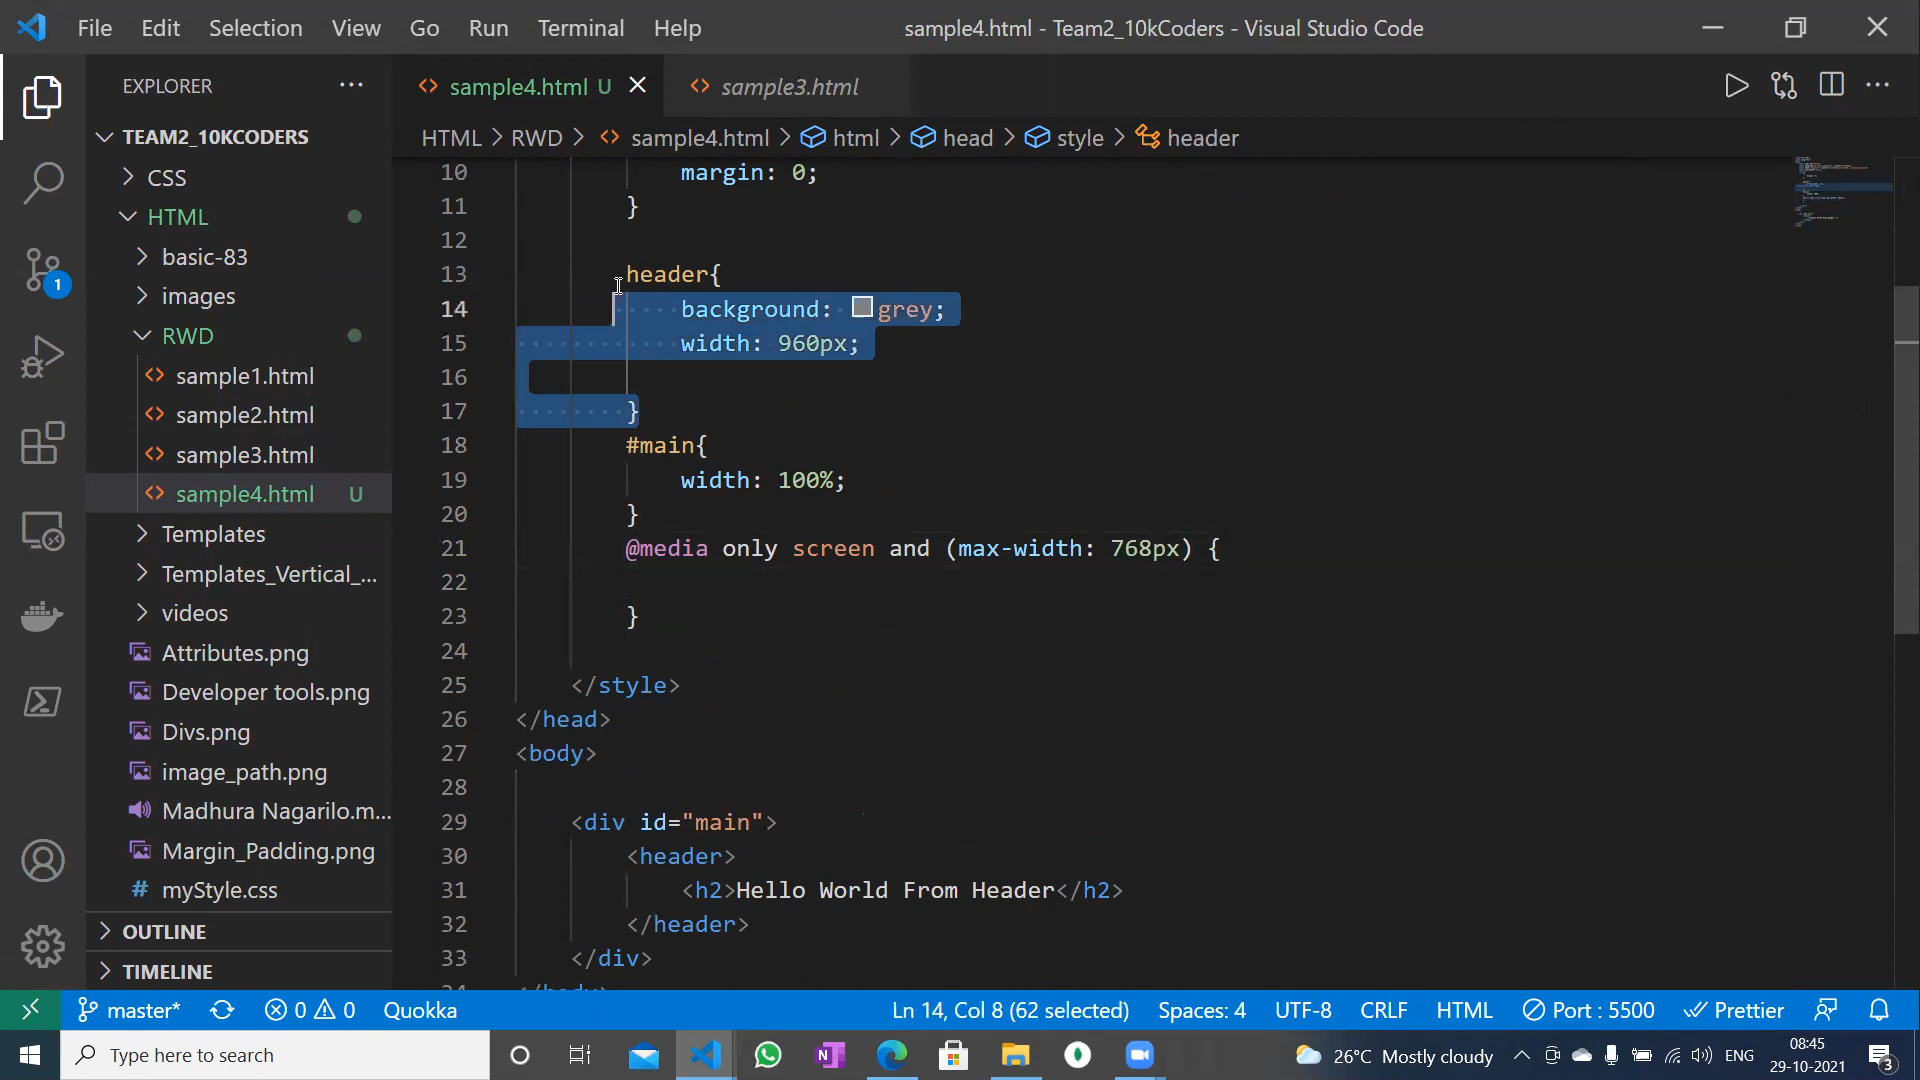 File Edit Selection View Go Run Terminal Help
sample4.html - Team2_10kCoders - Visual Studio Code
EXPLORER
sample4.html U
sample3.html
HTML > RWD > sample4.html > html > head > style > header
TEAM2_10KCODERS
CSS
HTML
basic-83
images
RWD
sample1.html
sample2.html
sample3.html
sample4.html U
Templates
Templates_Vertical_...
videos
Attributes.png
Developer tools.png
Divs.png
image_path.png
Madhura Nagarilo.m...
Margin_Padding.png
myStyle.css
OUTLINE
TIMELINE
1
10 margin: 0;
11 }
12
13 header{
14 background: grey;
15 width: 960px;
16
17 }
18 #main{
19 width: 100%;
20 }
21 @media only screen and (max-width: 768px) {
22
23 }
24
25 </style>
26 </head>
27 <body>
28
29 <div id="main">
30 <header>
31 <h2>Hello World From Header</h2>
32 </header>
33 </div>
34 </body>
master* 0 0 Quokka
Ln 14, Col 8 (62 selected) Spaces: 4 UTF-8 CRLF HTML Port : 5500 Prettier
Type here to search
26°C Mostly cloudy
ENG
08:45
29-10-2021
3